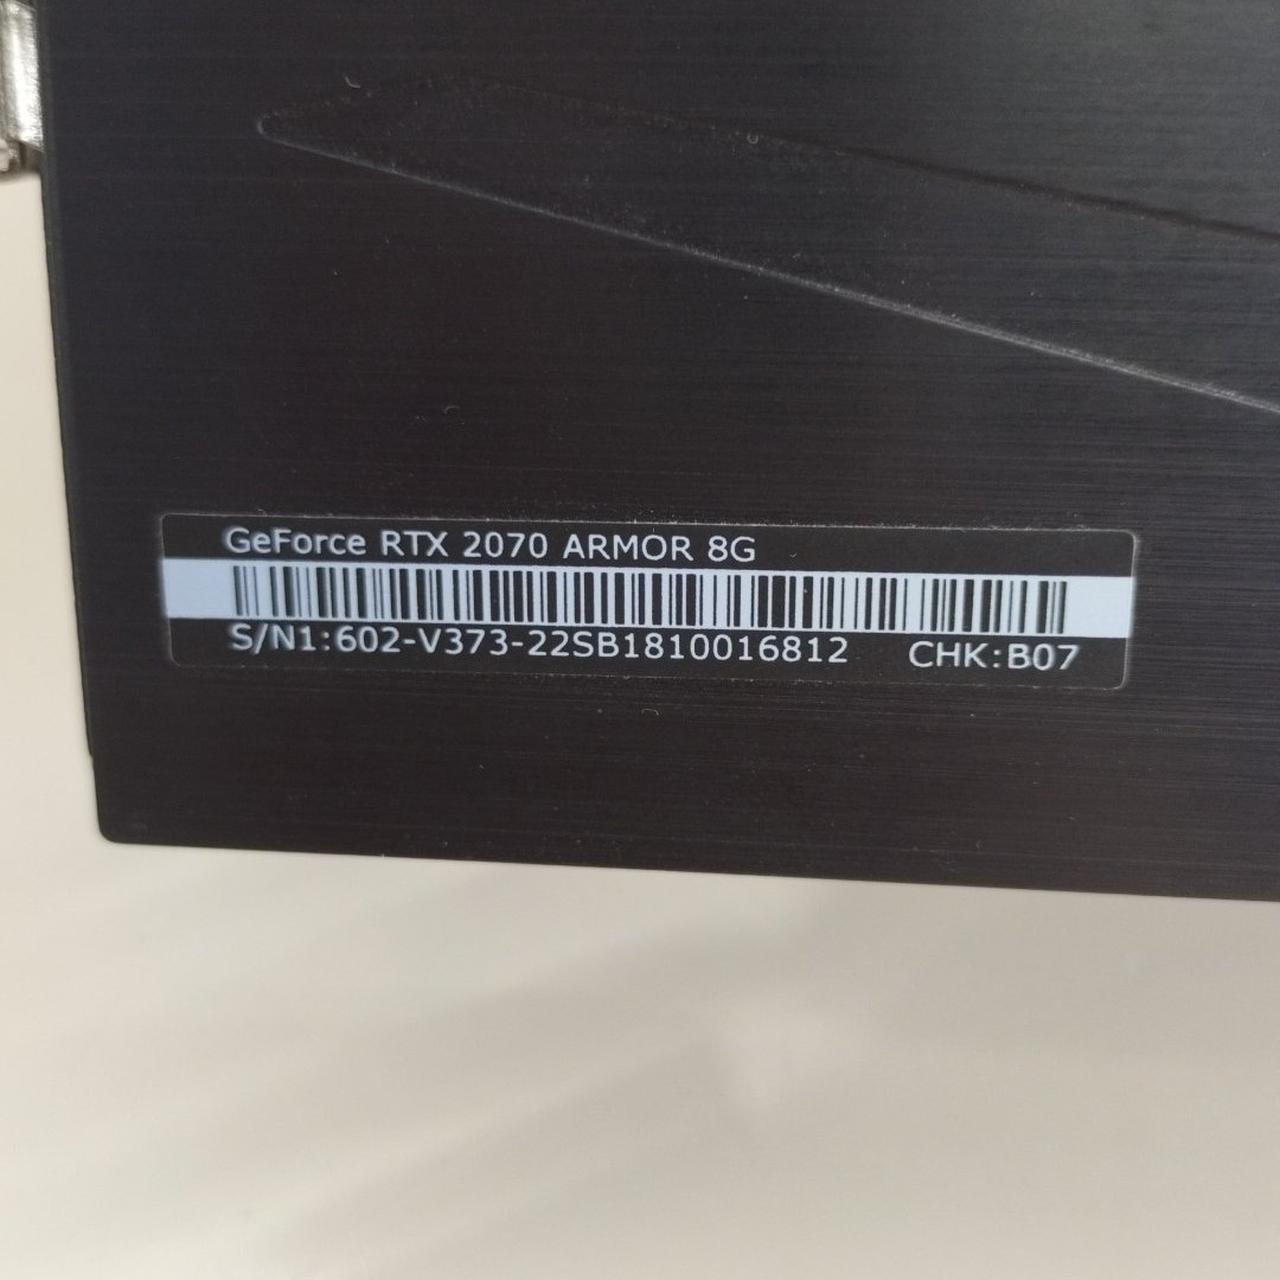 GeForce RTX 2070 ARMOR 8G
S/N1:602-V373-22SB1810016812 CHK:B07